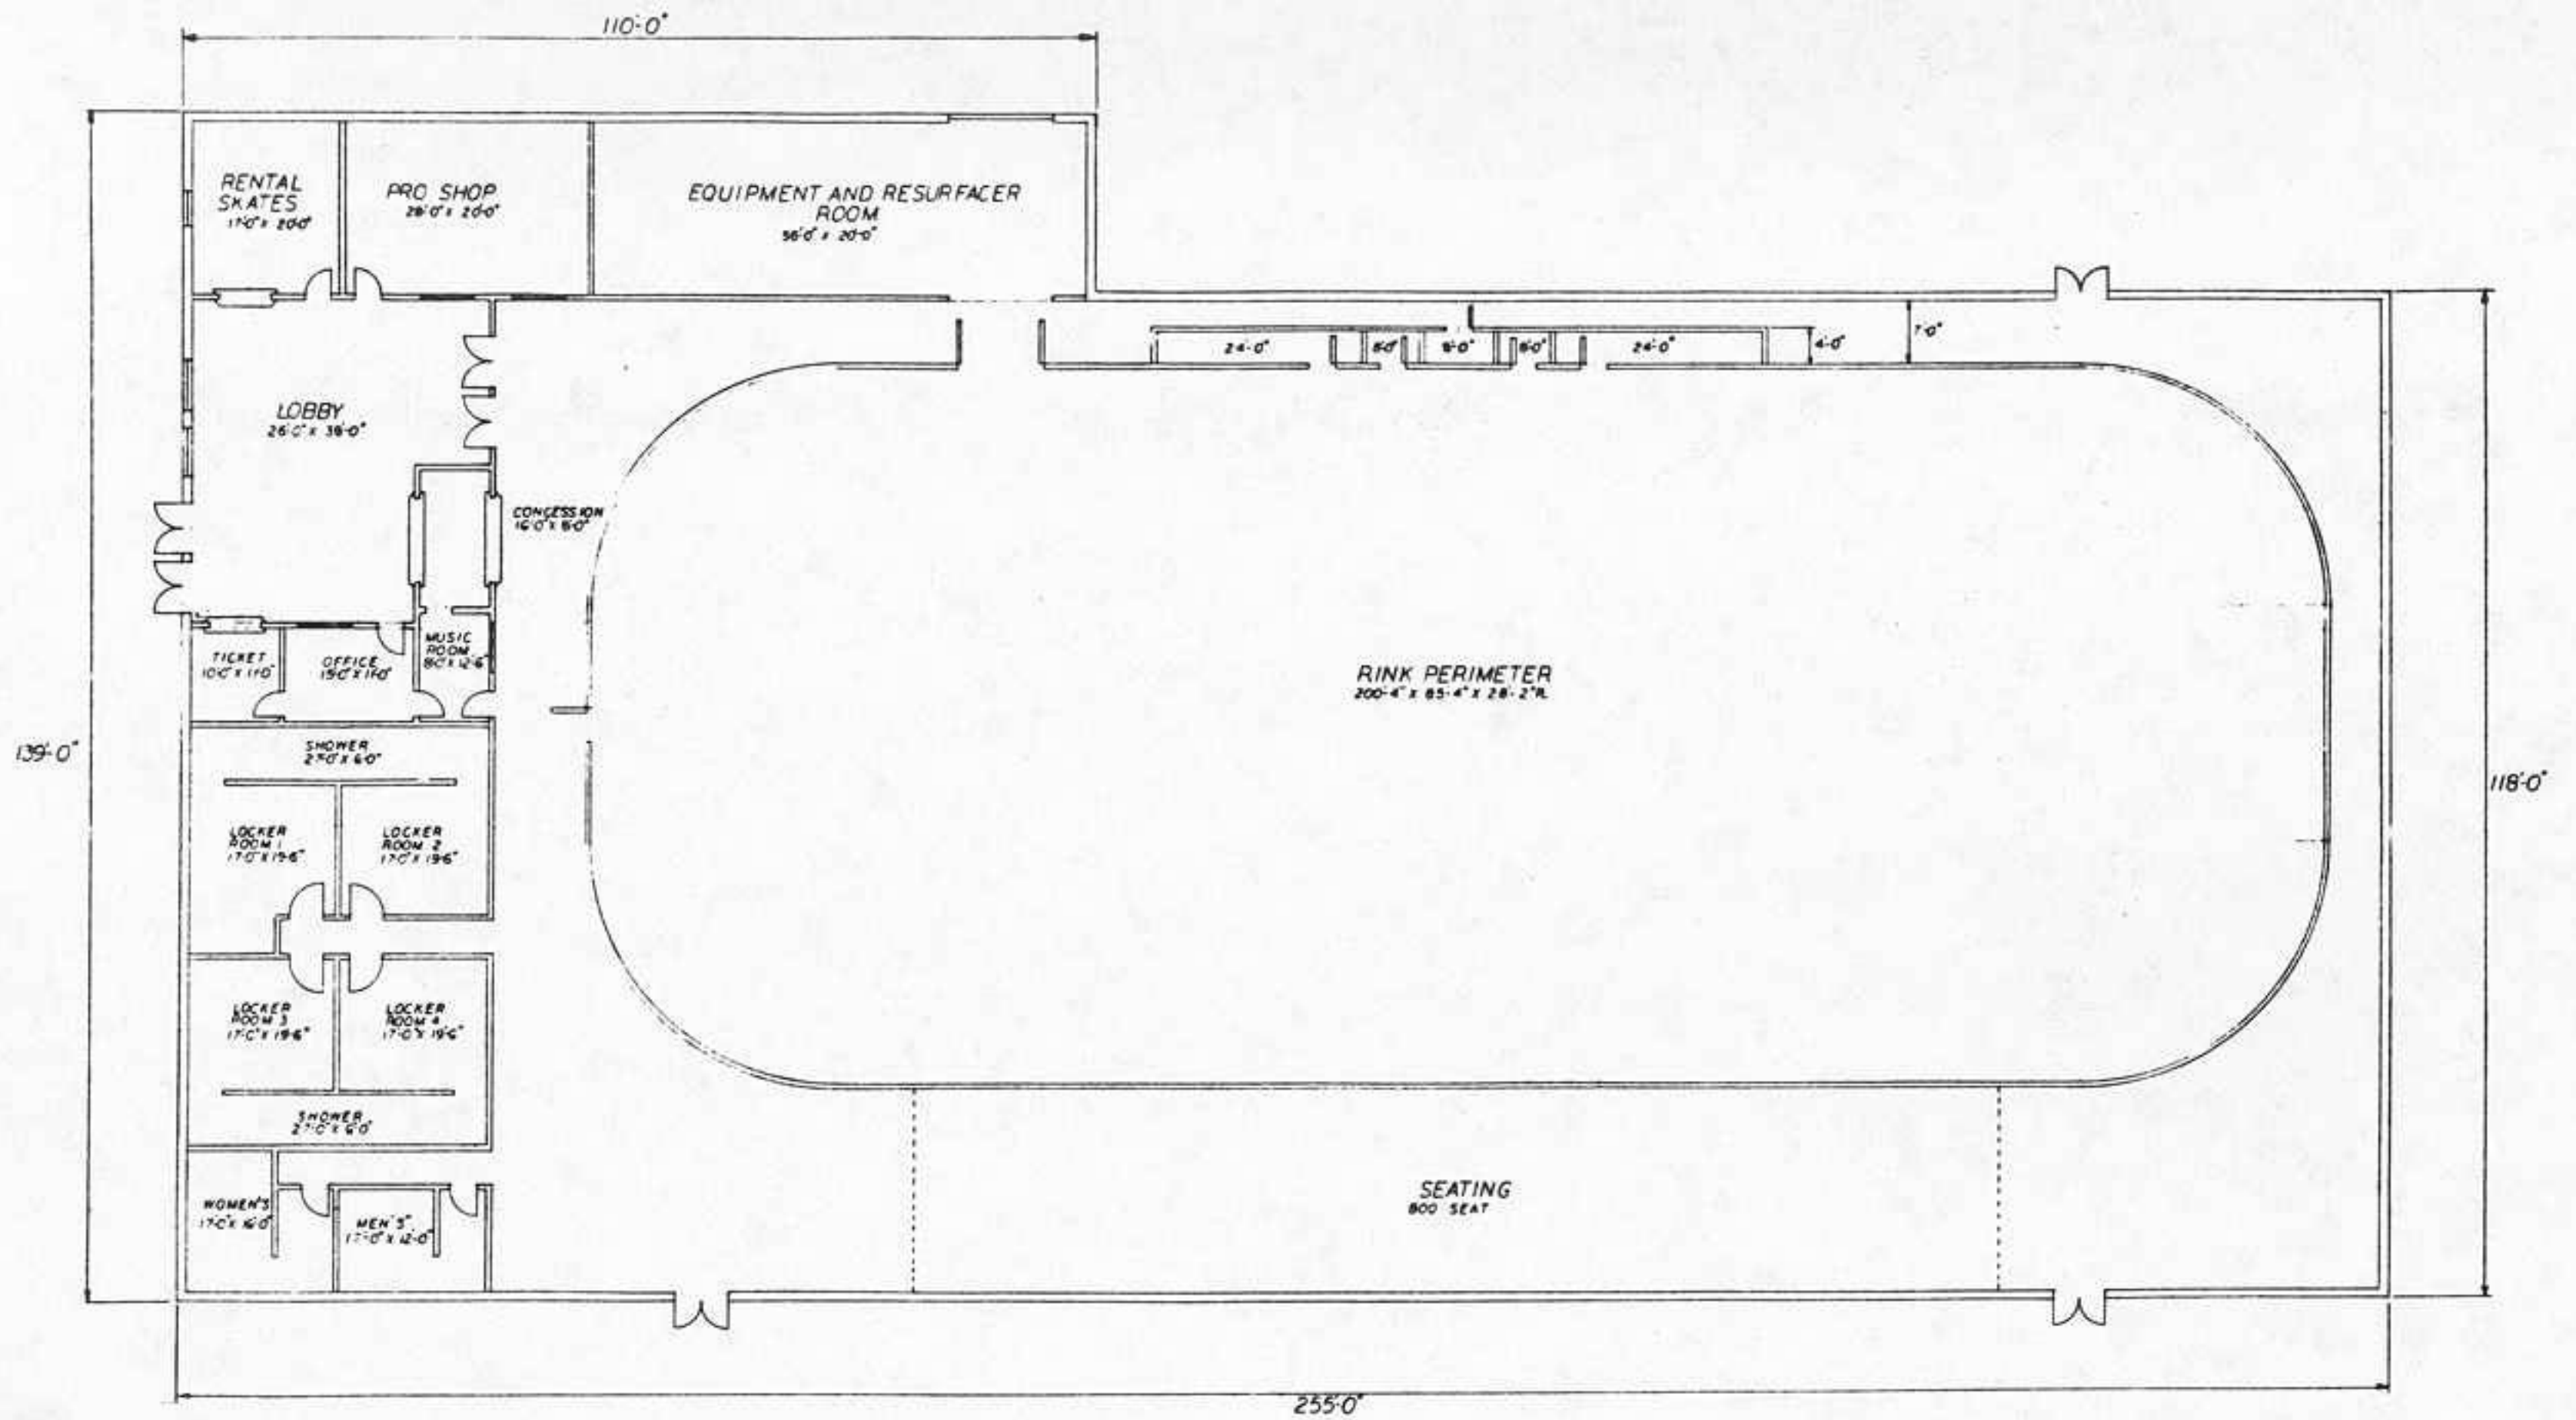 110'-0"
RENTAL
SKATES
17'-0" x 20'-0"
PRO SHOP
28'-0" x 20'-0"
EQUIPMENT AND RESURFACER
ROOM
56'-0" x 20'-0"
24'-0"
8'-0"
24'-0"
4'-0"
7'-0"
LOBBY
26'-0" x 38'-0"
CONCESSION
16'-0" x 8'-0"
TICKET
10'-0" x 11'-0"
OFFICE
15'-0" x 11'-0"
MUSIC
ROOM
8'-0" x 12'-6"
RINK PERIMETER
200'-4" x 85'-4" x 28'-2" R.
139'-0"
118'-0"
SHOWER
27'-0" x 6'-0"
LOCKER
ROOM 1
17'-0" x 19'-6"
LOCKER
ROOM 2
17'-0" x 19'-6"
LOCKER
ROOM 3
17'-0" x 19'-6"
LOCKER
ROOM 4
17'-0" x 19'-6"
SHOWER
27'-0" x 6'-0"
WOMEN'S
17'-0" x 16'-0"
MEN'S
17'-0" x 12'-0"
SEATING
800 SEAT
255'-0"